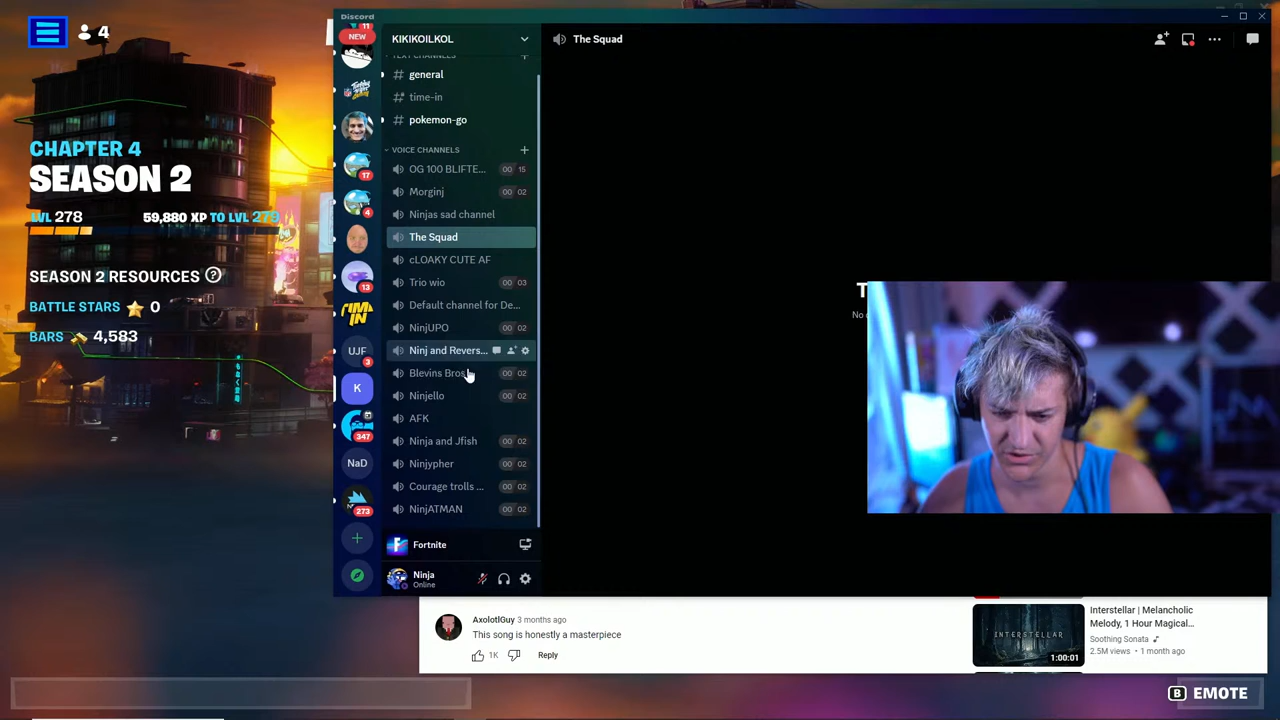 4
CHAPTER 4
SEASON 2
LVL 278
59,880 XP TO LVL 279
SEASON 2 RESOURCES ?
BATTLE STARS 0
BARS 4,583
Discord
11
NEW
17
4
13
UJF
3
K
347
NaD
273
KIKIKOILKOL
TEXT CHANNELS
general
time-in
pokemon-go
VOICE CHANNELS
OG 100 BLIFTE... 00 15
Morginj 00 02
Ninjas sad channel
The Squad
cLOAKY CUTE AF
Trio wio 00 03
Default channel for De...
NinjUPO 00 02
Ninj and Revers...
Blevins Bros 00 02
Ninjello 00 02
AFK
Ninja and Jfish 00 02
Ninjypher 00 02
Courage trolls ... 00 02
NinjATMAN 00 02
Fortnite
Ninja
Online
The Squad
T
No
AxolotlGuy 3 months ago
This song is honestly a masterpiece
1K Reply
INTERSTELLAR
1:00:01
Interstellar | Melancholic
Melody, 1 Hour Magical...
Soothing Sonata
2.5M views • 1 month ago
B EMOTE